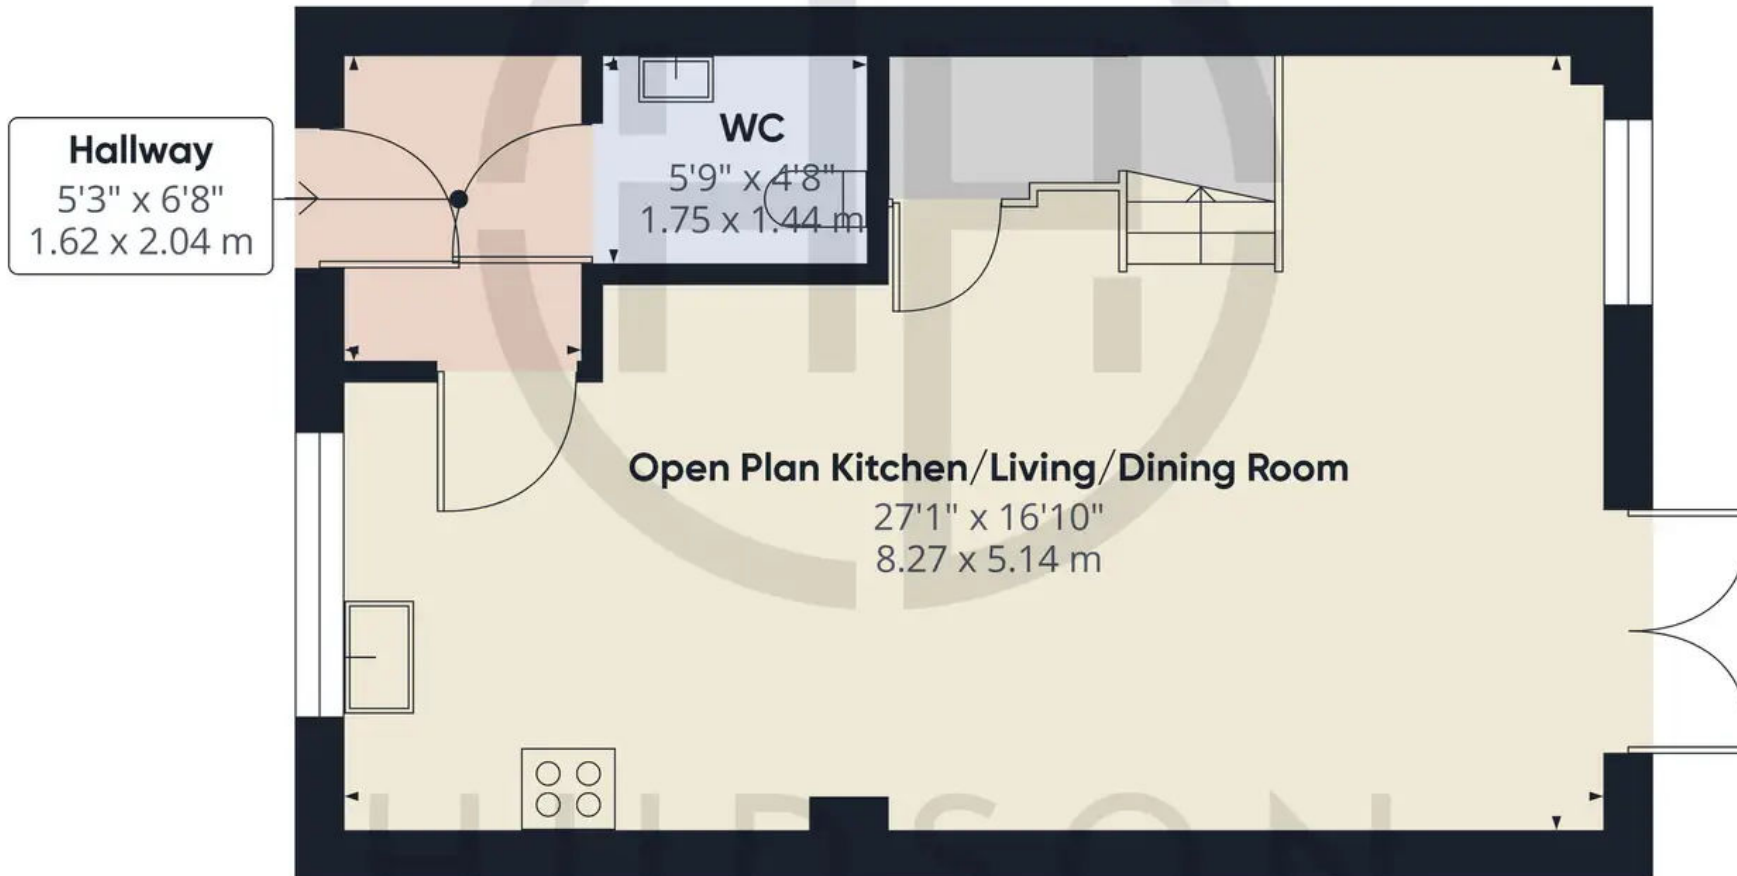 Hallway
5'3" x 6'8"
1.62 x 2.04 m
WC
5'9" x 4'8"
1.75 x 1.44 m
Open Plan Kitchen/Living/Dining Room
27'1" x 16'10"
8.27 x 5.14 m
HUDSON